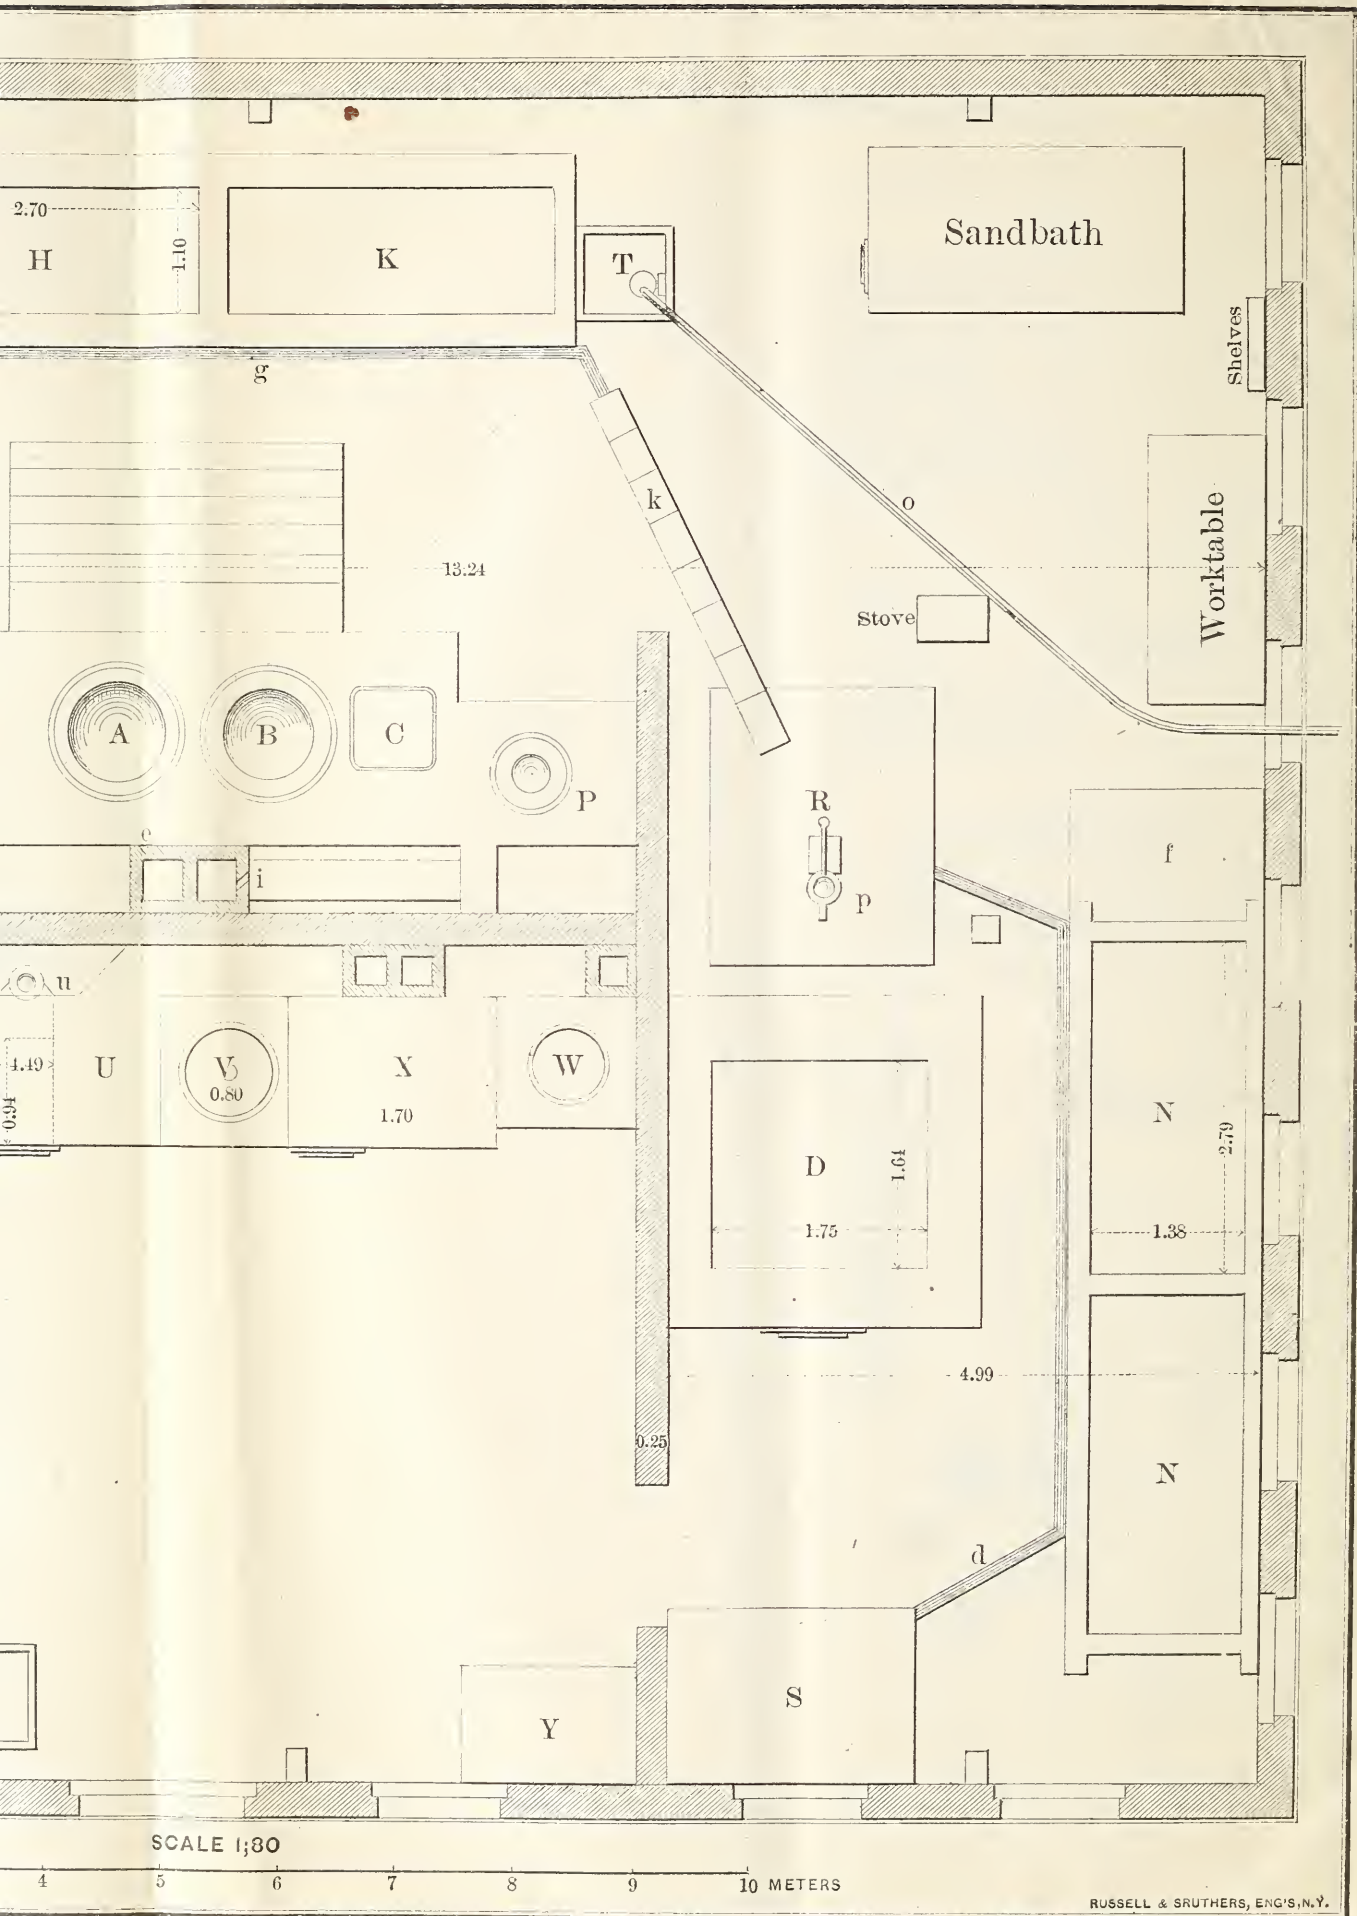 Sandbath
2.70
H
1.10
K
T
Shelves
g
k
o
13.24
Worktable
Stove
A
B
C
P
R
e
i
f
p
u
4.49
U
V
0.80
X
1.70
W
0.94
N
D
1.64
2.79
1.75
1.38
4.99
0.25
N
d
S
Y
SCALE 1;80
4 5 6 7 8 9 10 METERS
RUSSELL & SRUTHERS, ENG'S, N.Y.